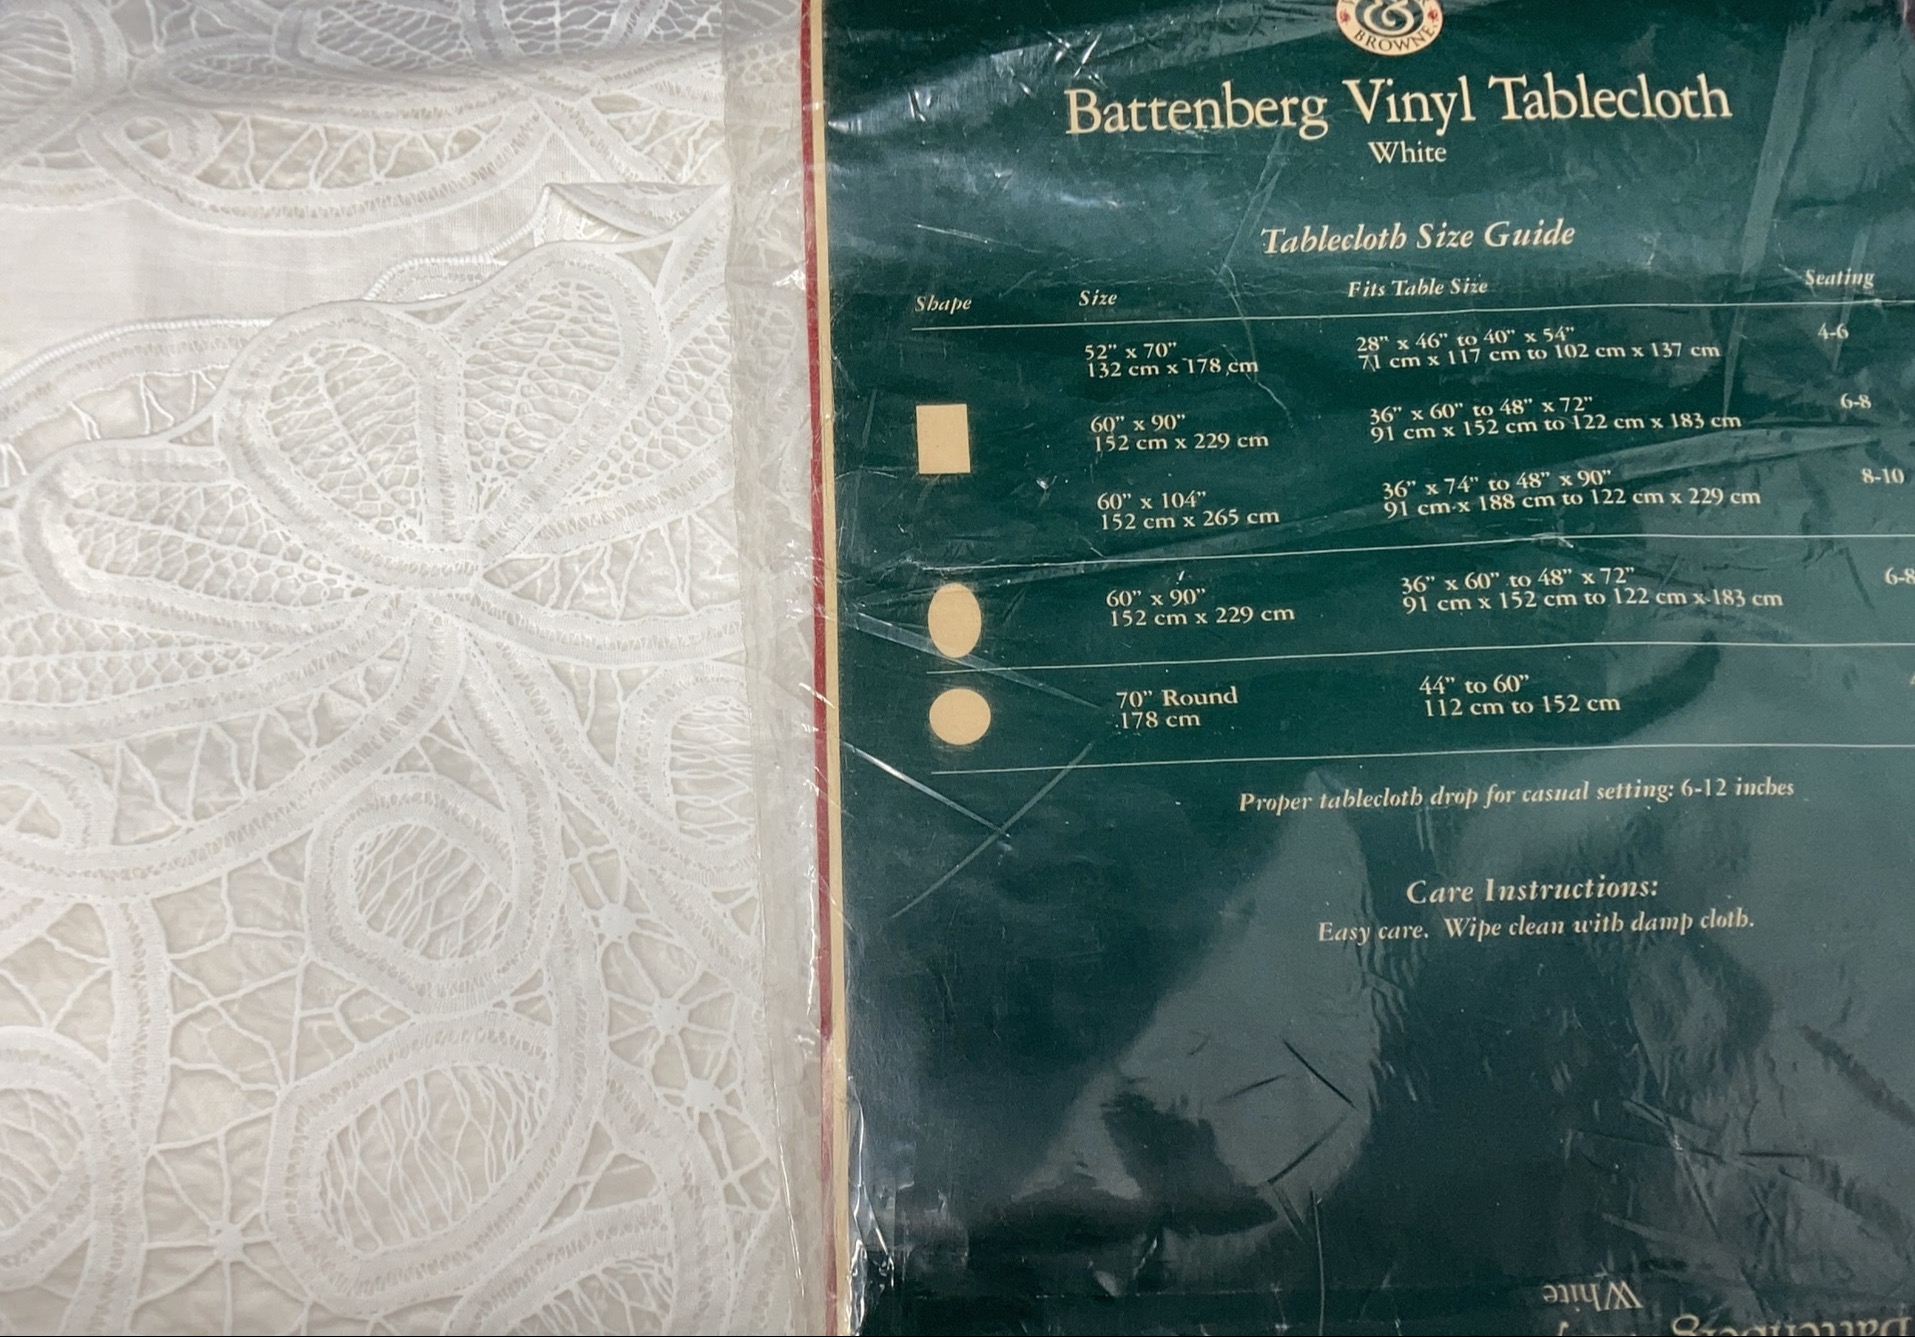 &
BROWNE
Battenberg Vinyl Tablecloth
White
Tablecloth Size Guide
Shape Size Fits Table Size Seating
52" x 70" 28" x 46" to 40" x 54" 4-6
132 cm x 178 cm 71 cm x 117 cm to 102 cm x 137 cm
60" x 90" 36" x 60" to 48" x 72" 6-8
152 cm x 229 cm 91 cm x 152 cm to 122 cm x 183 cm
60" x 104" 36" x 74" to 48" x 90" 8-10
152 cm x 265 cm 91 cm x 188 cm to 122 cm x 229 cm
60" x 90" 36" x 60" to 48" x 72" 6-8
152 cm x 229 cm 91 cm x 152 cm to 122 cm x 183 cm
70" Round 44" to 60"
178 cm 112 cm to 152 cm
Proper tablecloth drop for casual setting: 6-12 inches
Care Instructions:
Easy care. Wipe clean with damp cloth.
White